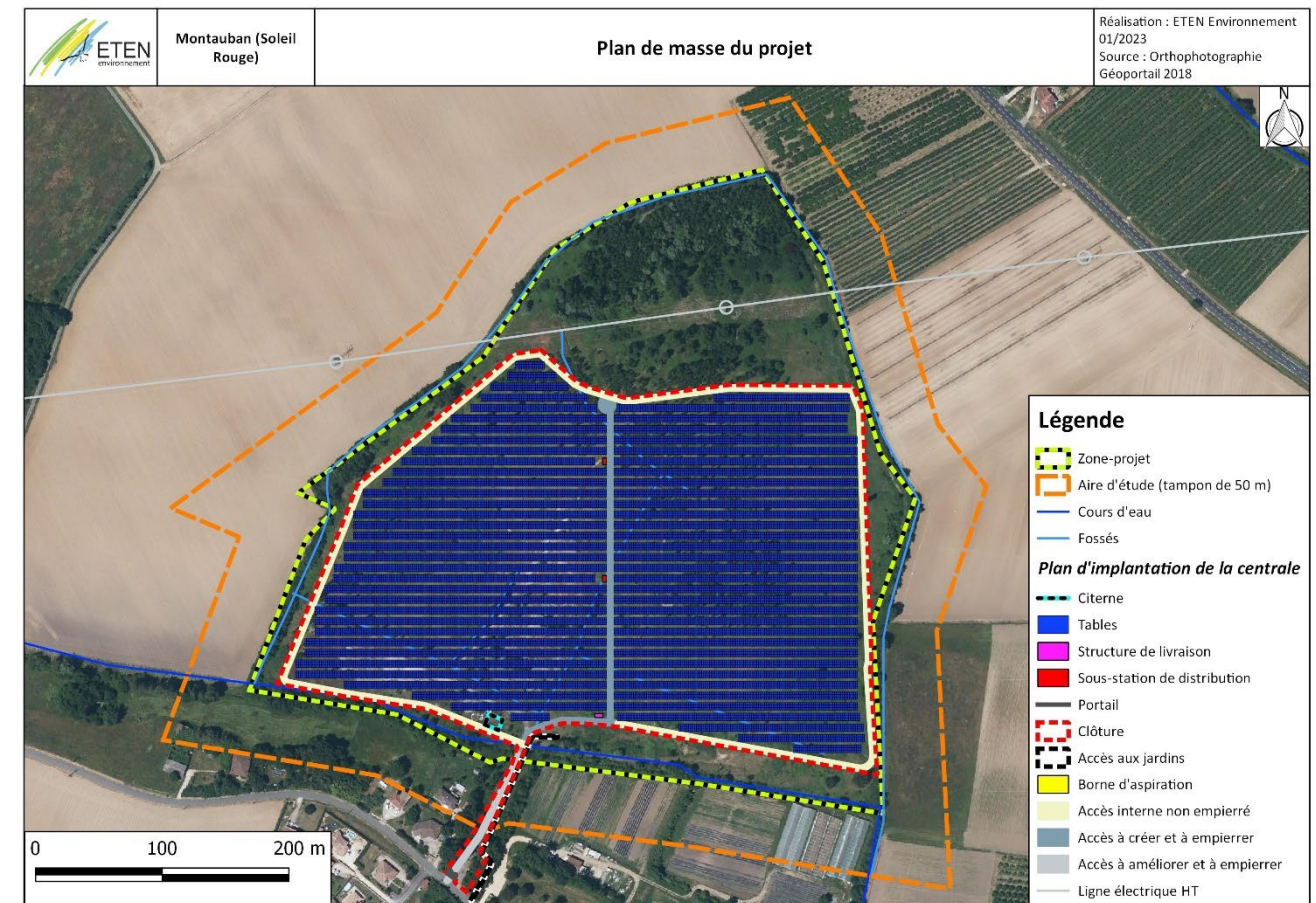 ETEN
environnement
Montauban (Soleil
Rouge)
Plan de masse du projet
Réalisation : ETEN Environnement
01/2023
Source : Orthophotographie
Géoportail 2018
N
Légende
Zone-projet
Aire d'étude (tampon de 50 m)
Cours d'eau
Fossés
Plan d'implantation de la centrale
Citerne
Tables
Structure de livraison
Sous-station de distribution
Portail
Clôture
Accès aux jardins
Borne d'aspiration
Accès interne non empierré
Accès à créer et à empierrer
Accès à améliorer et à empierrer
Ligne électrique HT
0 100 200 m